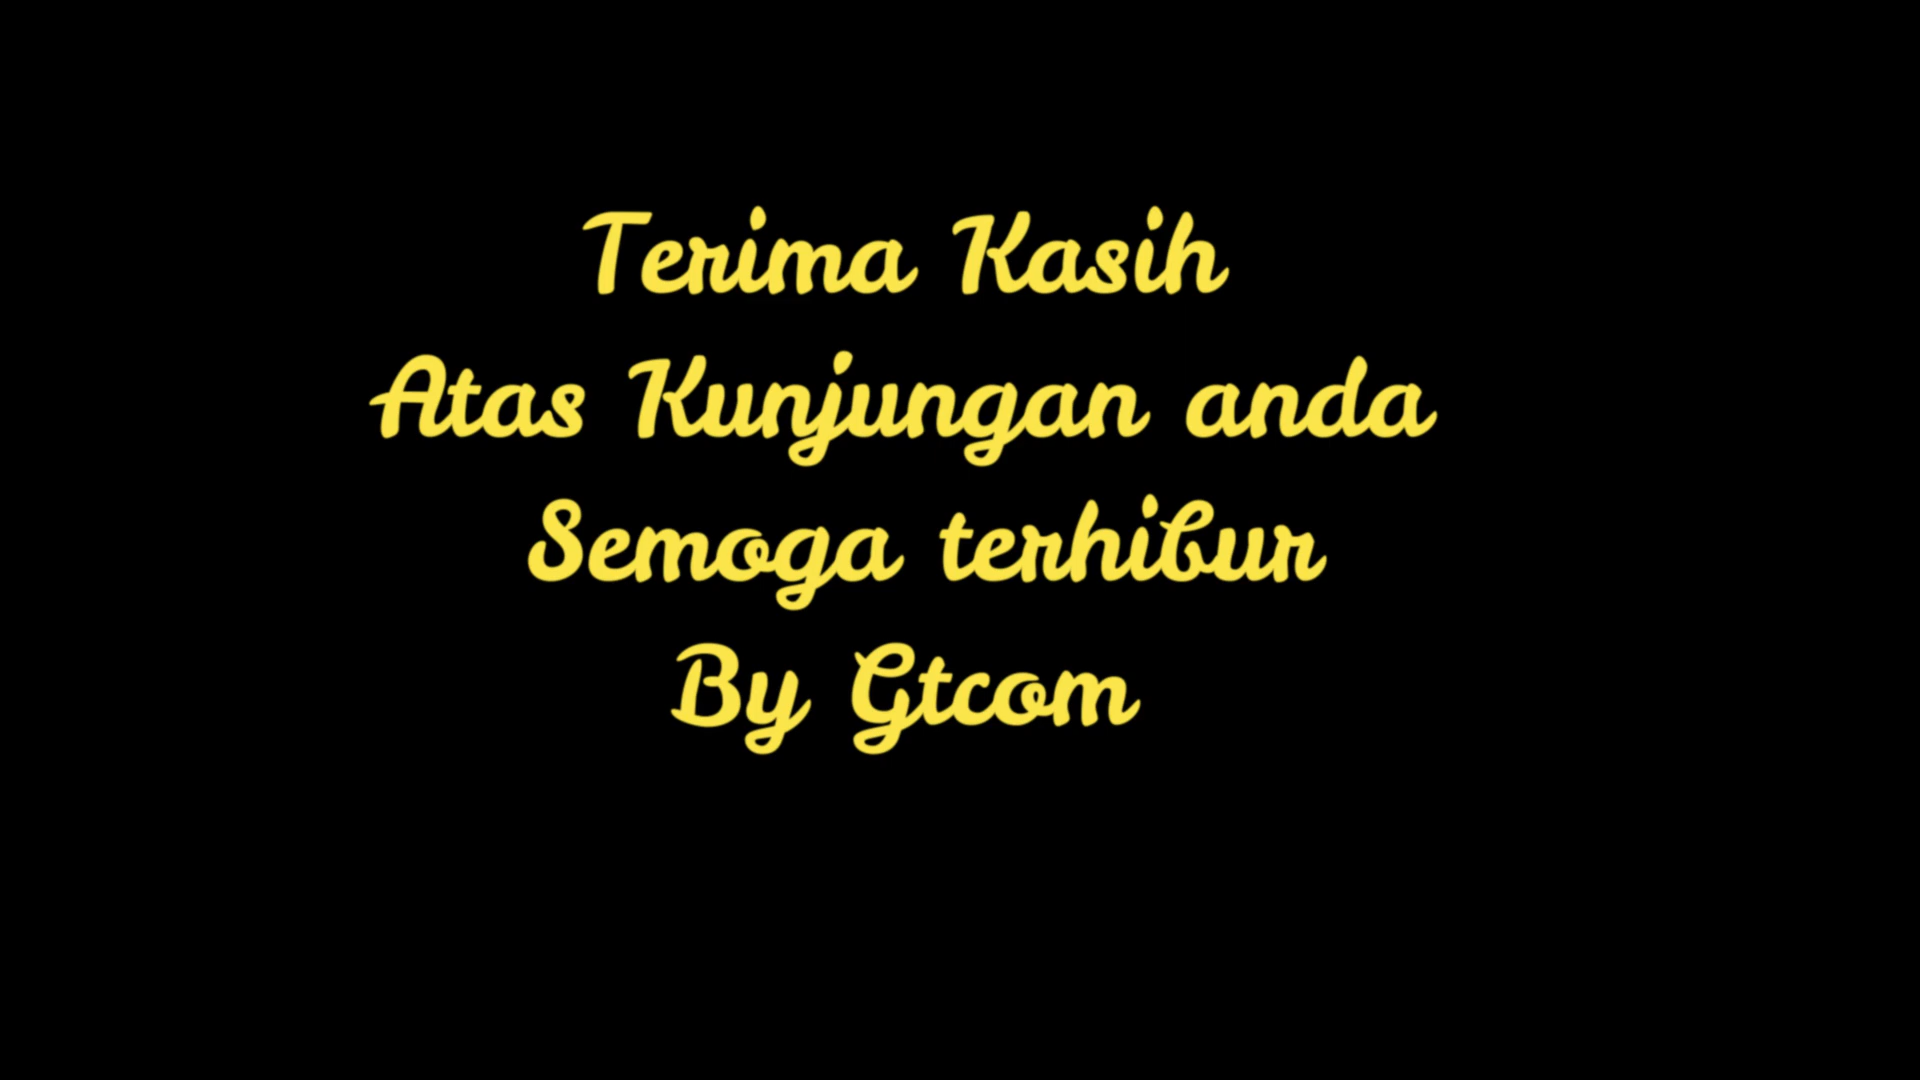 Terima Kasih
Atas Kunjungan anda
Semoga terhibur
By Gtcom